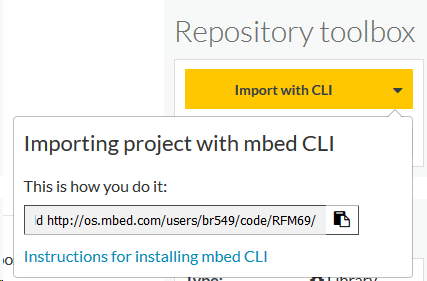 Repository toolbox
Import with CLI
Importing project with mbed CLI
This is how you do it:
d http://os.mbed.com/users/br549/code/RFM69/
Instructions for installing mbed CLI